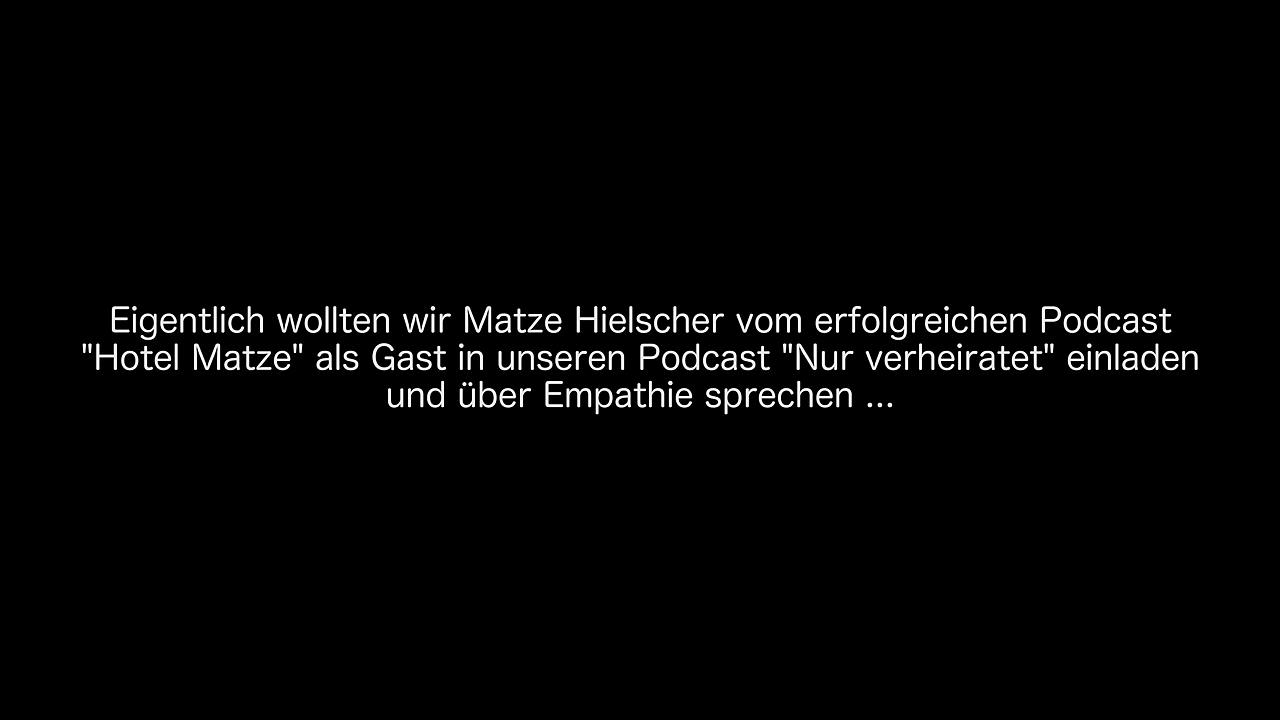 Eigentlich wollten wir Matze Hielscher vom erfolgreichen Podcast
"Hotel Matze" als Gast in unseren Podcast "Nur verheiratet" einladen
und über Empathie sprechen ...